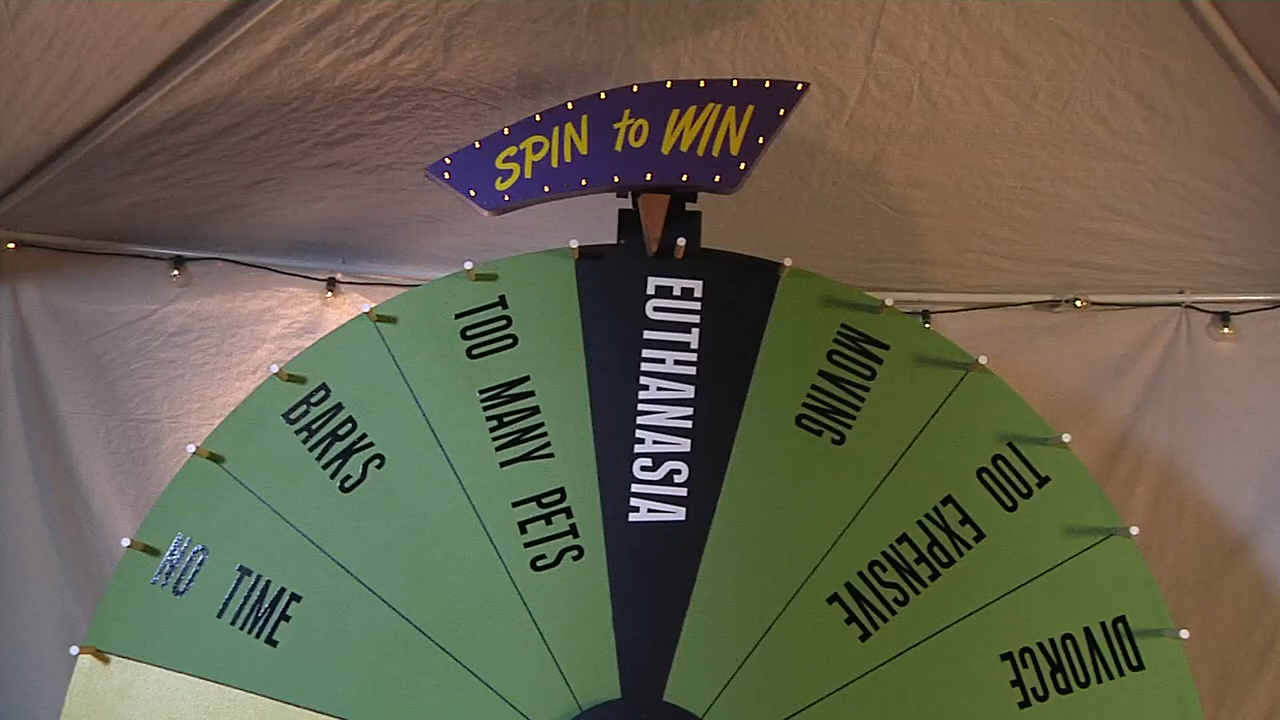 SPIN to WIN
NO TIME
BARKS
TOO MANY PETS
EUTHANASIA
MOVING
TOO EXPENSIVE
DIVORCE